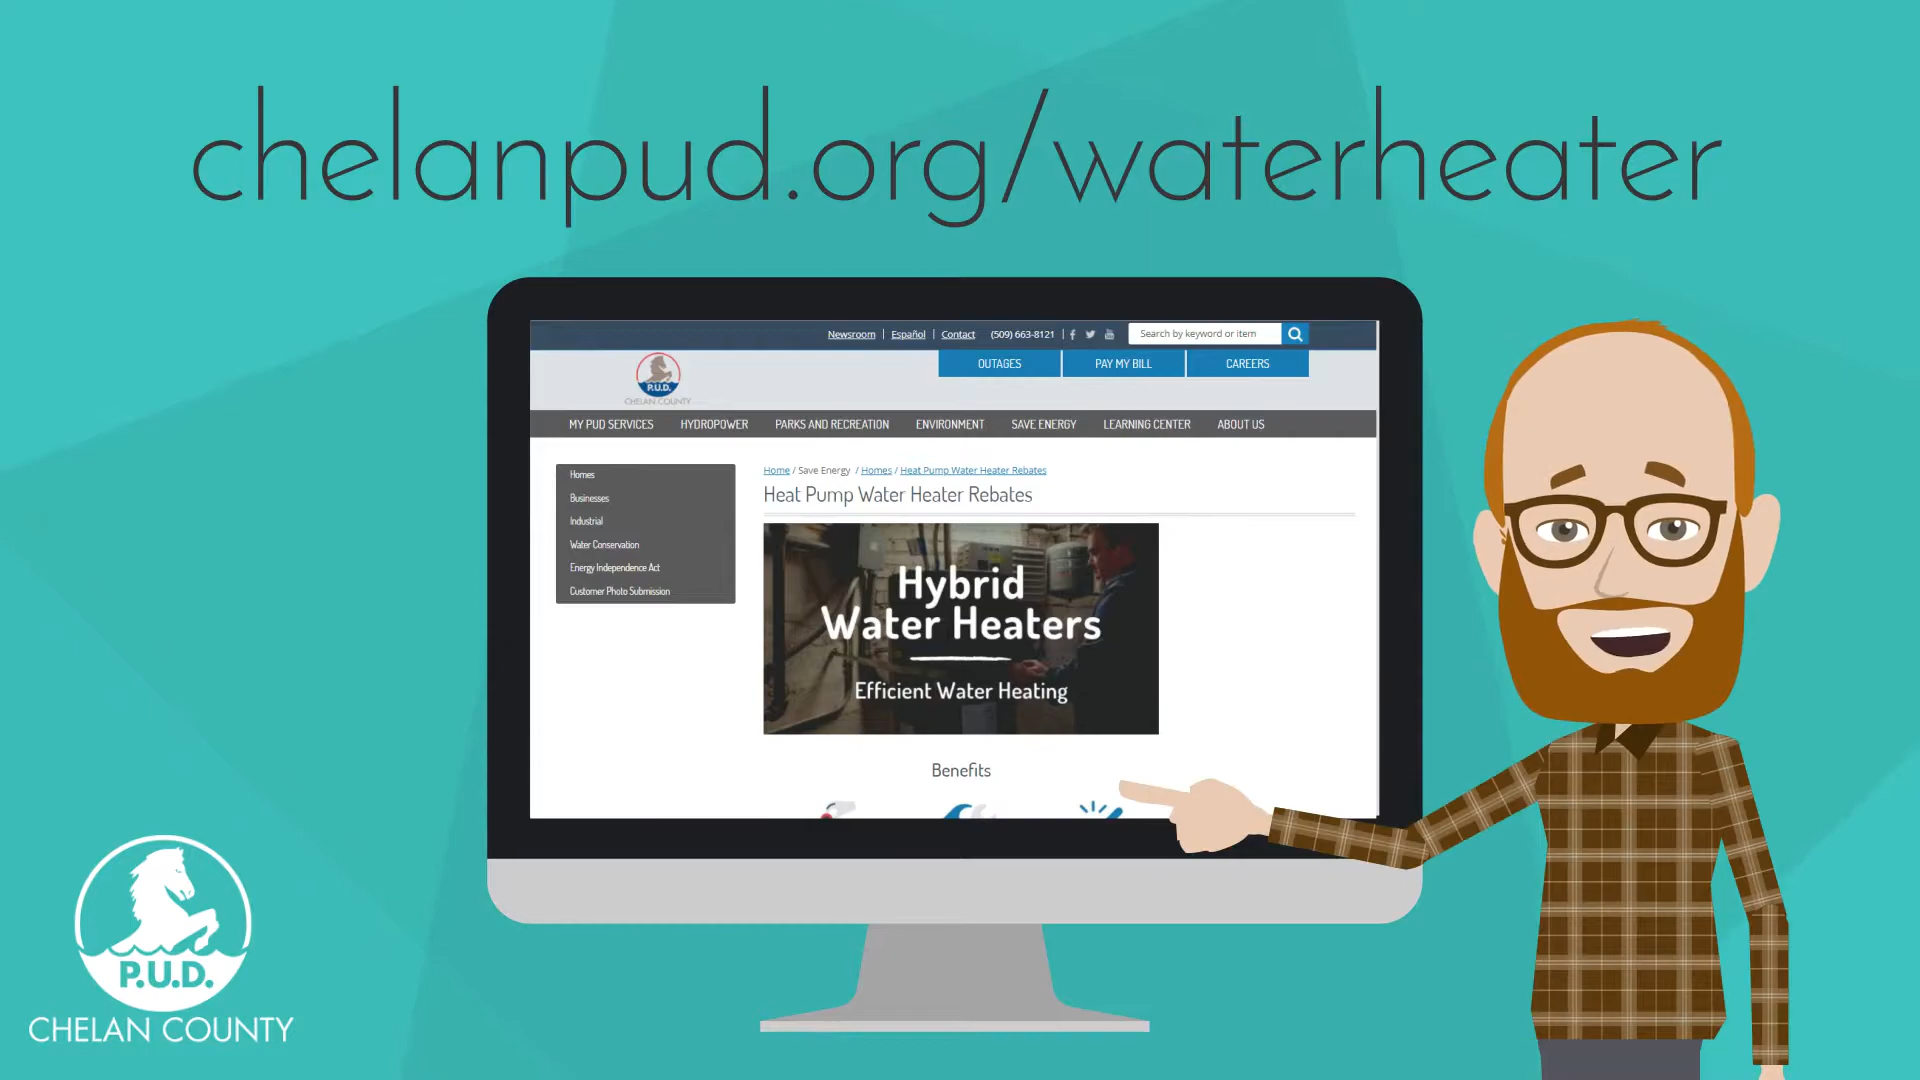 chelanpud.org/waterheater
Newsroom | Español | Contact (509) 663-8121 | Search by keyword or item
OUTAGES PAY MY BILL CAREERS
P.U.D.
CHELAN COUNTY
MY PUD SERVICES HYDROPOWER PARKS AND RECREATION ENVIRONMENT SAVE ENERGY LEARNING CENTER ABOUT US
Homes
Businesses
Industrial
Water Conservation
Energy Independence Act
Customer Photo Submission
Home / Save Energy / Homes / Heat Pump Water Heater Rebates
Heat Pump Water Heater Rebates
Hybrid
Water Heaters
Efficient Water Heating
Benefits
P.U.D.
CHELAN COUNTY